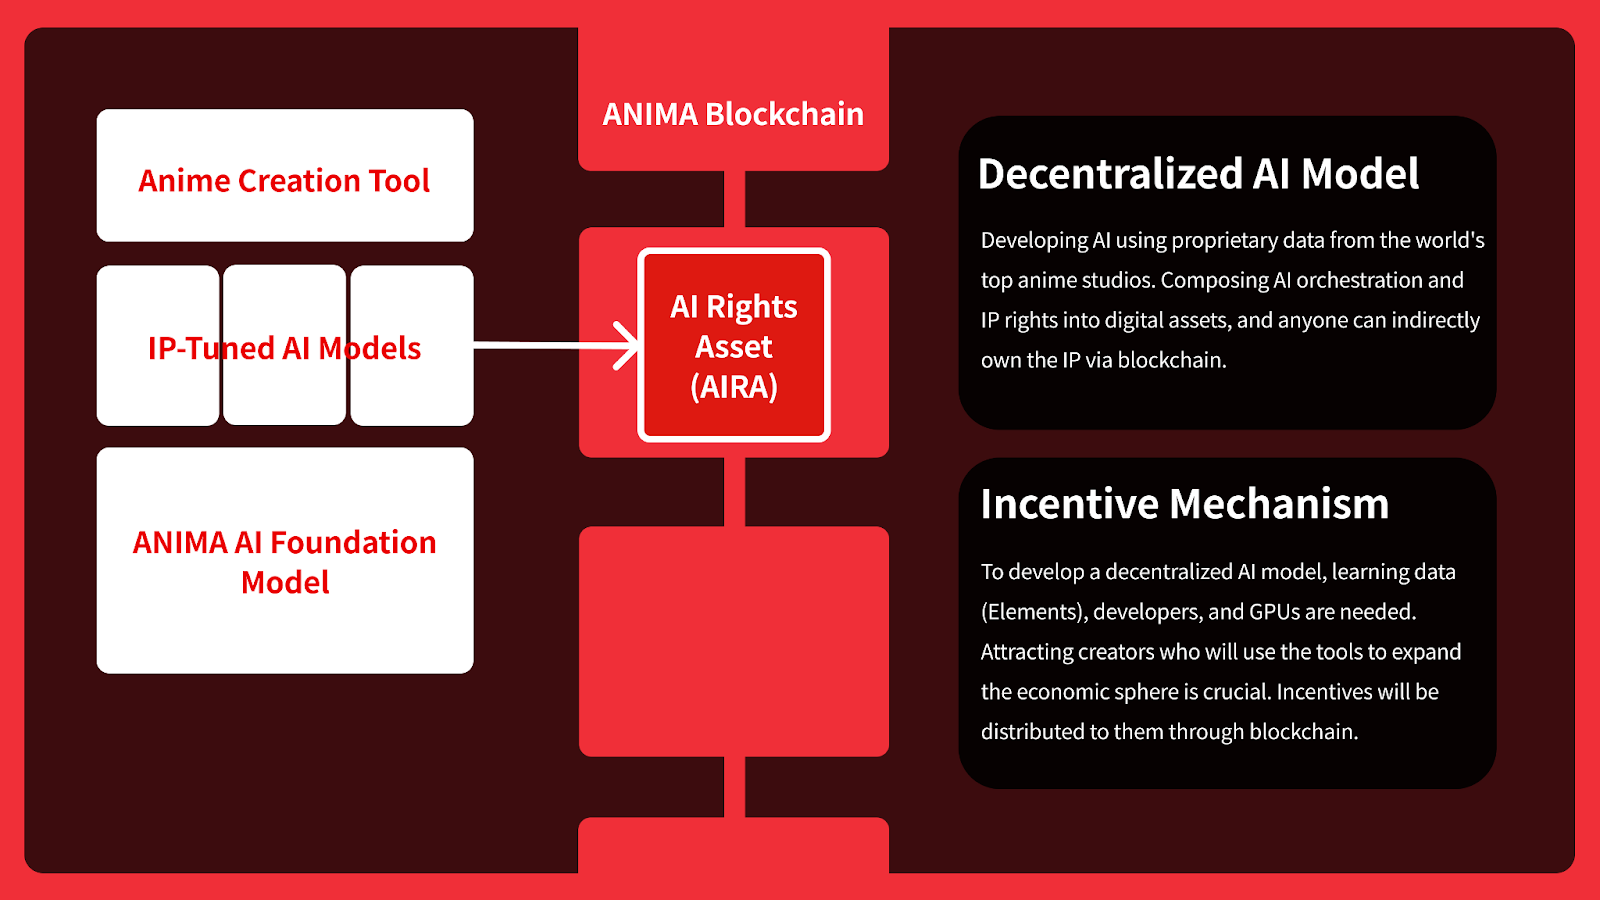 Anime Creation Tool
IP-Tuned AI Models
ANIMA AI Foundation
Model
ANIMA Blockchain
AI Rights
Asset
(AIRA)
Decentralized AI Model
Developing AI using proprietary data from the world's
top anime studios. Composing AI orchestration and
IP rights into digital assets, and anyone can indirectly
own the IP via blockchain.
Incentive Mechanism
To develop a decentralized AI model, learning data
(Elements), developers, and GPUs are needed.
Attracting creators who will use the tools to expand
the economic sphere is crucial. Incentives will be
distributed to them through blockchain.